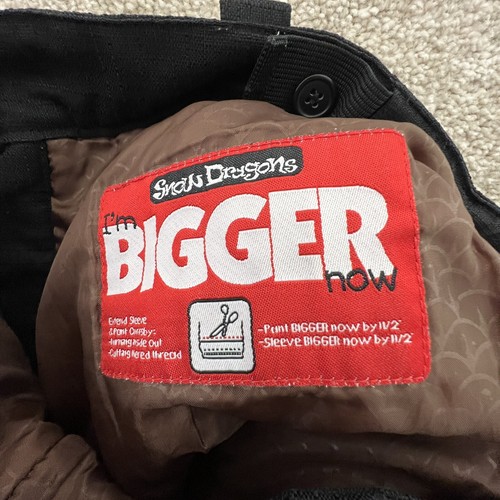 Snow Dragons
I'm
BIGGER
now
Extend Sleeve
& Pant Cuffs by:
-Turning Inside Out
-Cutting to red thread
-Pant BIGGER now by 1 1/2"
-Sleeve BIGGER now by 1 1/2"